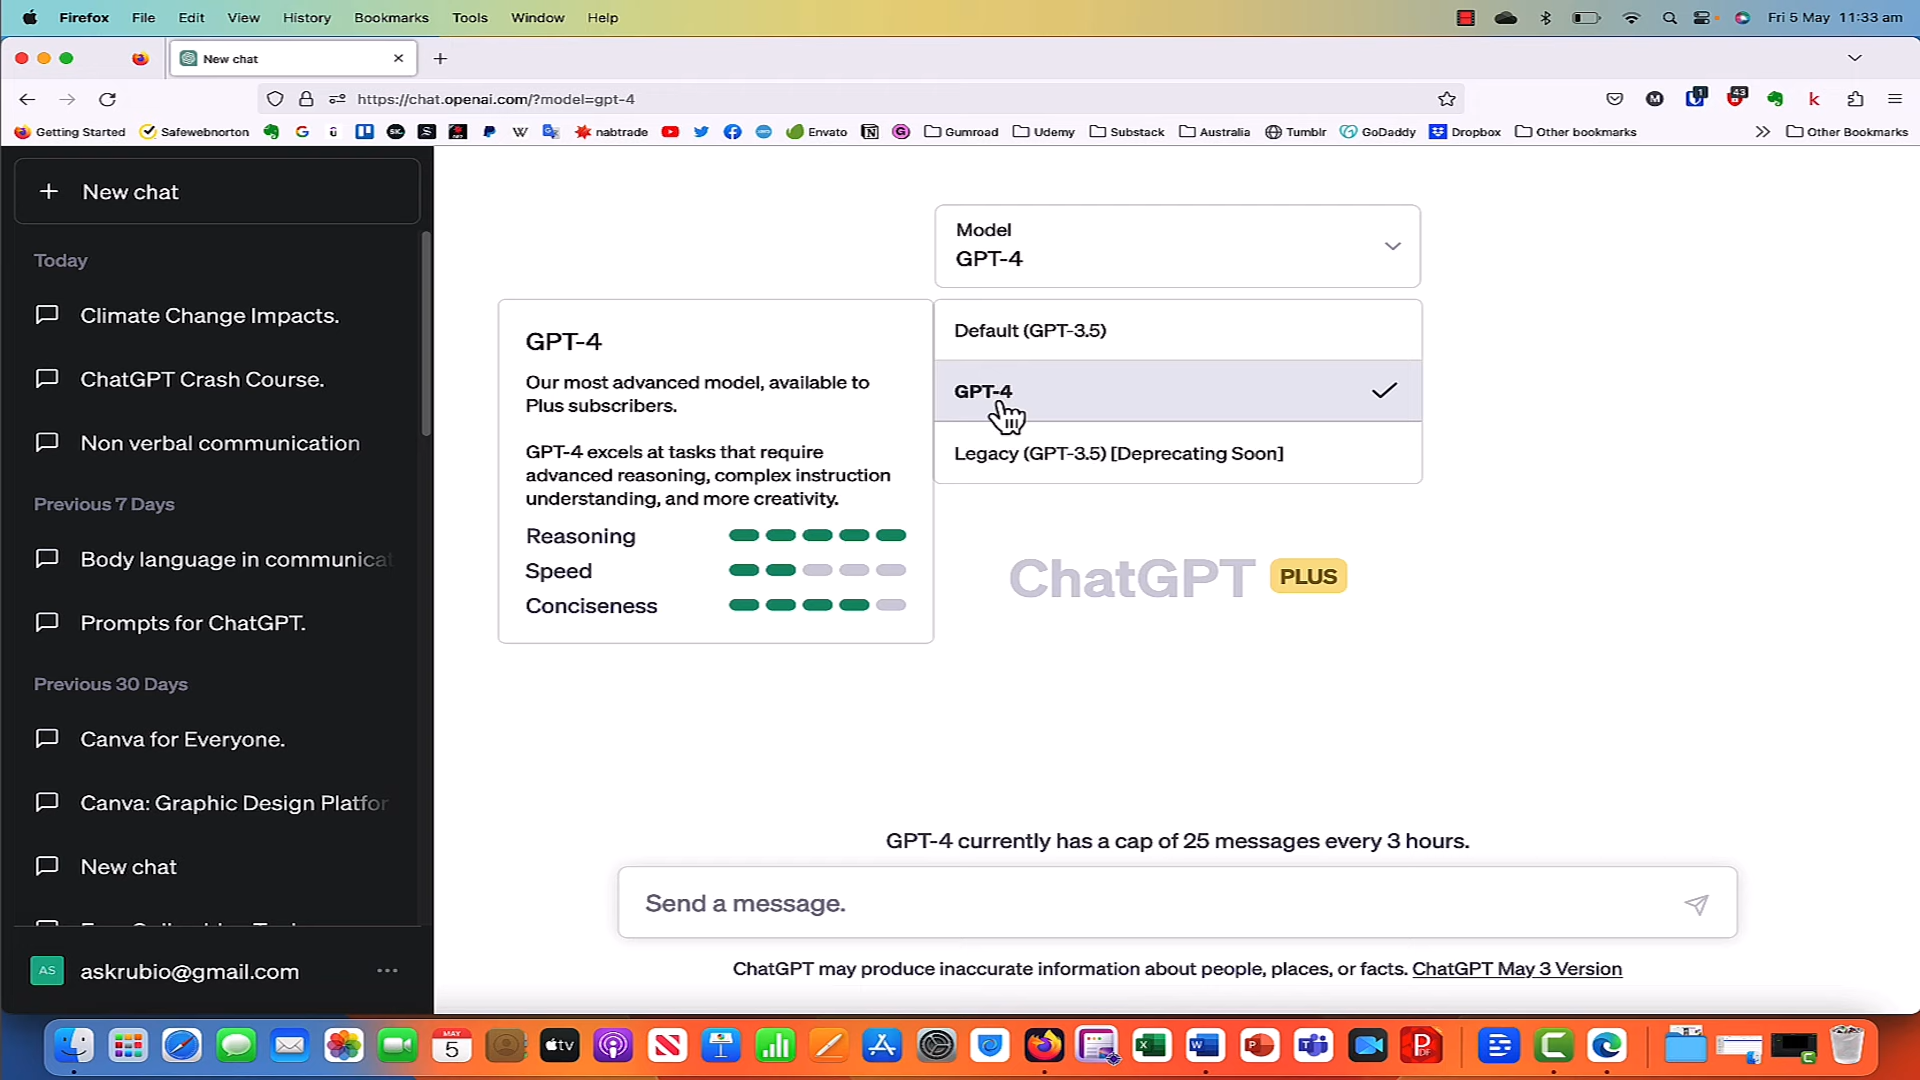 Firefox File Edit View History Bookmarks Tools Window Help Fri 5 May 11:33 am
New chat
https://chat.openai.com/?model=gpt-4
1 43
Getting Started Safewebnorton nabtrade Envato Gumroad Udemy Substack Australia Tumblr GoDaddy Dropbox Other bookmarks Other Bookmarks
New chat
Today
Climate Change Impacts.
ChatGPT Crash Course.
Non verbal communication
Previous 7 Days
Body language in communicat
Prompts for ChatGPT.
Previous 30 Days
Canva for Everyone.
Canva: Graphic Design Platfor
New chat
AS askrubio@gmail.com
Model
GPT-4
Default (GPT-3.5)
GPT-4
Legacy (GPT-3.5) [Deprecating Soon]
GPT-4
Our most advanced model, available to
Plus subscribers.
GPT-4 excels at tasks that require
advanced reasoning, complex instruction
understanding, and more creativity.
Reasoning
Speed
Conciseness
ChatGPT PLUS
GPT-4 currently has a cap of 25 messages every 3 hours.
Send a message.
ChatGPT may produce inaccurate information about people, places, or facts. ChatGPT May 3 Version
MAY
5
tv